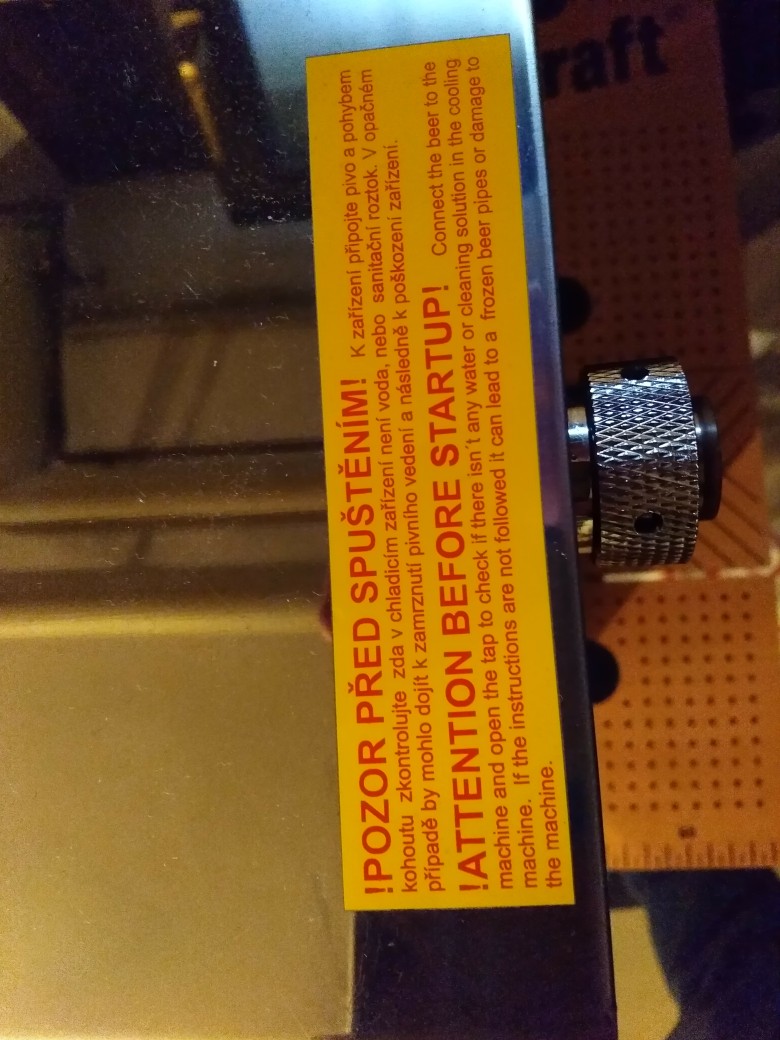 !POZOR PŘED SPUŠTĚNÍM! K zařízení připojte pivo a pohybem
kohoutu zkontrolujte zda v chladicím zařízení není voda, nebo sanitační roztok. V opačném
případě by mohlo dojít k zamrznutí pivního vedení a následně k poškození zařízení.
!ATTENTION BEFORE STARTUP! Connect the beer to the
machine and open the tap to check if there isn´t any water or cleaning solution in the cooling
machine. If the instructions are not followed it can lead to a frozen beer pipes or damage to
the machine.
raft